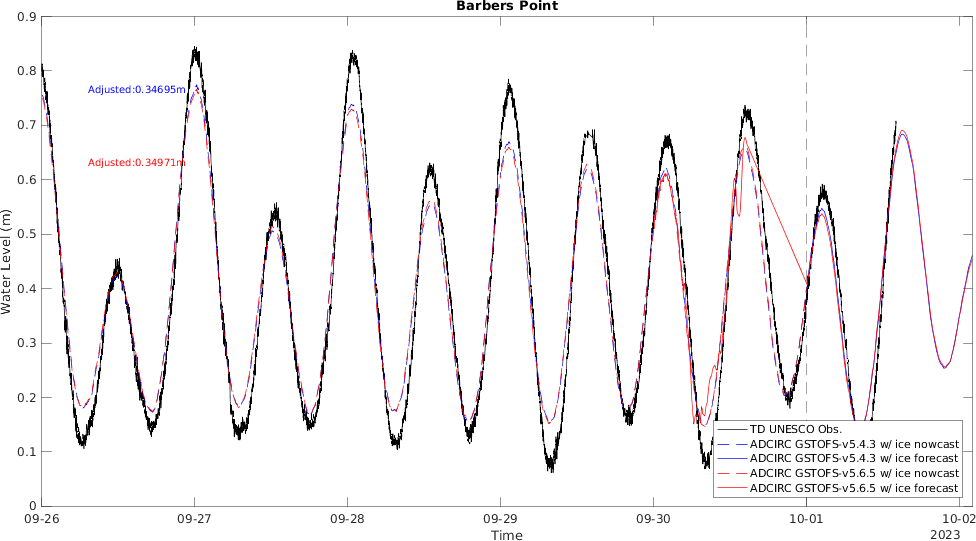 Barbers Point
0.9
0.8
0.7
0.6
0.5
0.4
0.3
0.2
0.1
0
Water Level (m)
Adjusted:0.34695m
Adjusted:0.34971m
TD UNESCO Obs.
ADCIRC GSTOFS-v5.4.3 w/ ice nowcast
ADCIRC GSTOFS-v5.4.3 w/ ice forecast
ADCIRC GSTOFS-v5.6.5 w/ ice nowcast
ADCIRC GSTOFS-v5.6.5 w/ ice forecast
09-26 09-27 09-28 09-29 09-30 10-01 10-02
Time
2023